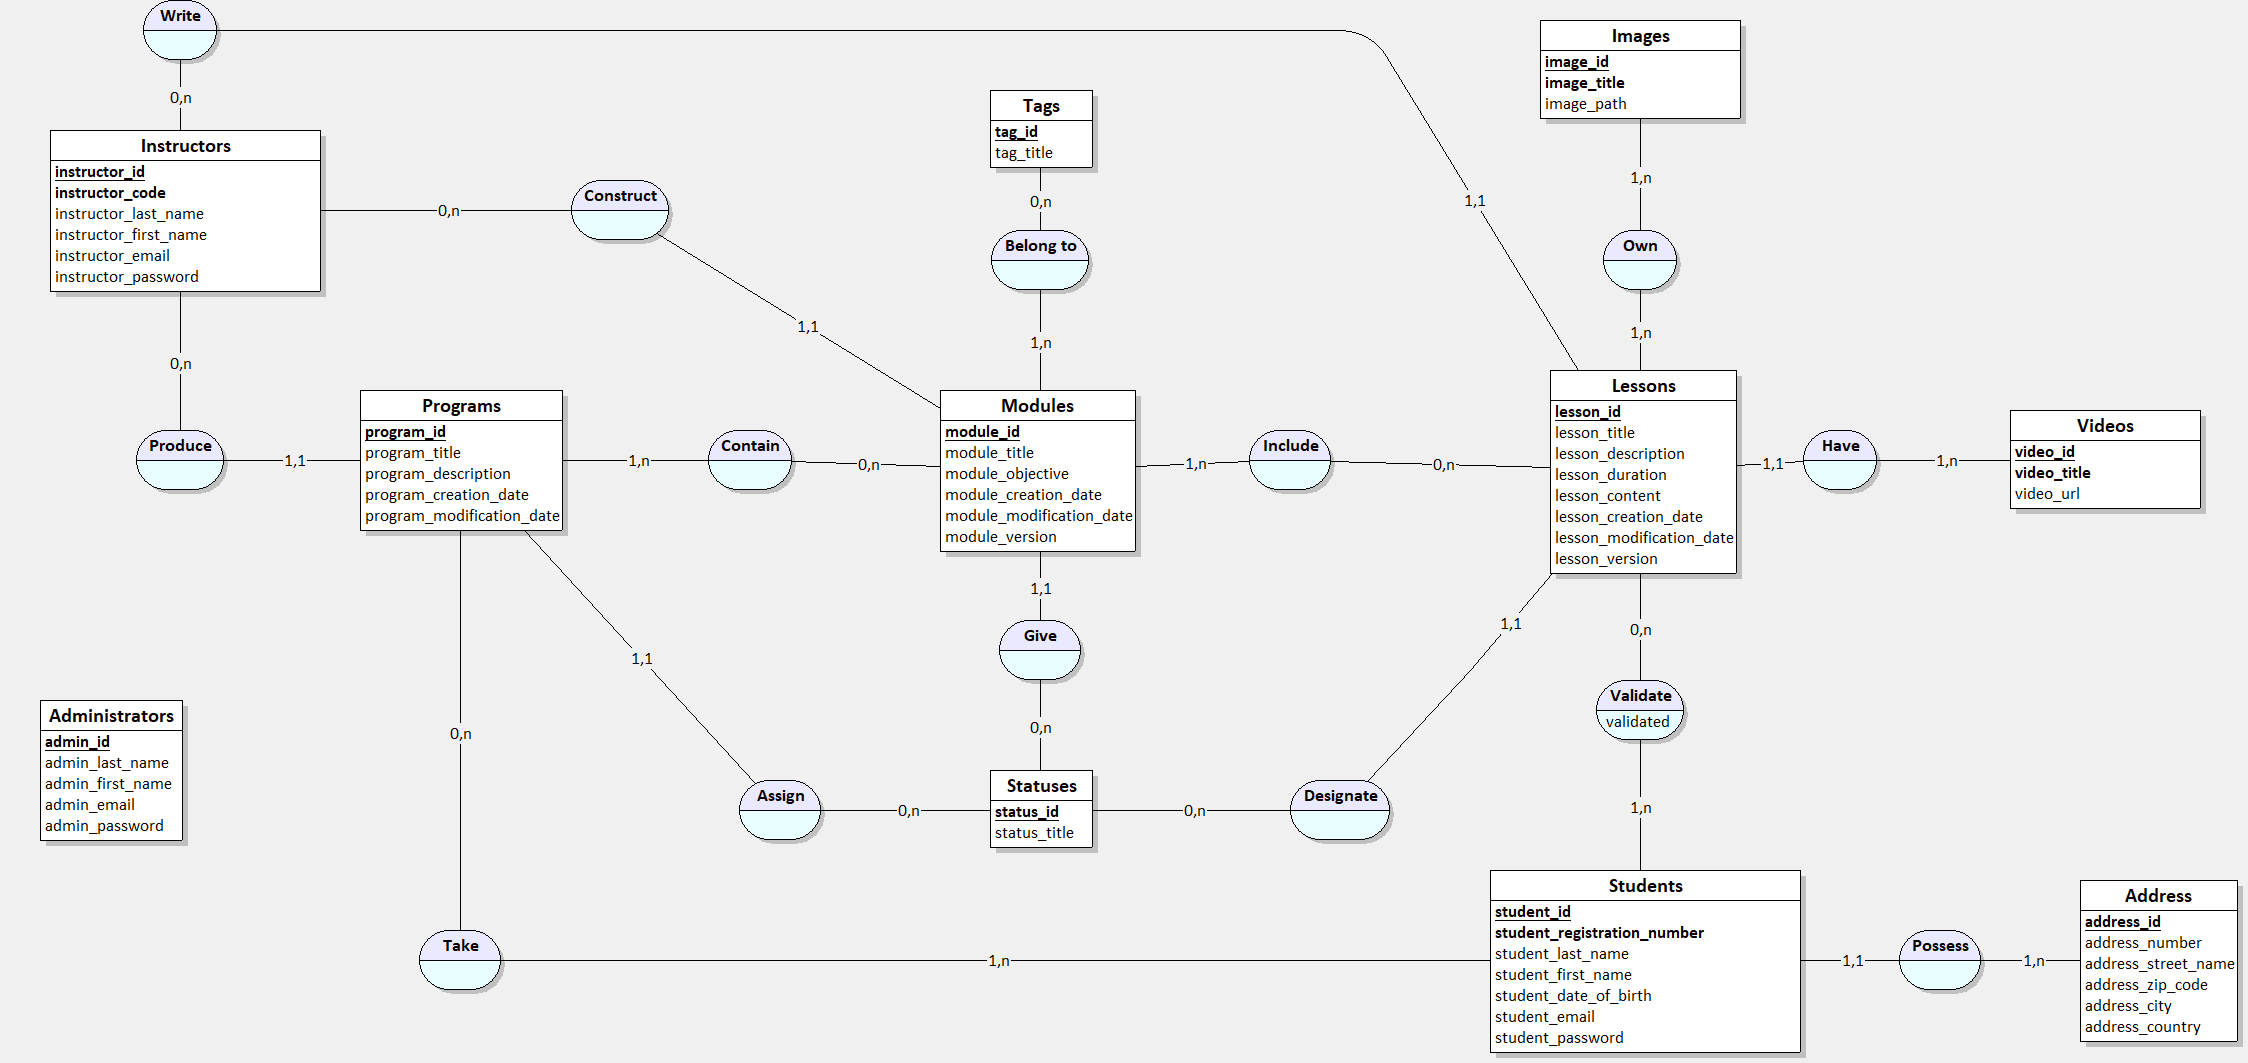 Write
0,n
Instructors
instructor_id
instructor_code
instructor_last_name
instructor_first_name
instructor_email
instructor_password
0,n
Construct
1,1
0,n
Produce
1,1
Tags
tag_id
tag_title
0,n
Belong to
1,n
Images
image_id
image_title
image_path
1,n
Own
1,n
1,1
Programs
program_id
program_title
program_description
program_creation_date
program_modification_date
1,n
Contain
0,n
Modules
module_id
module_title
module_objective
module_creation_date
module_modification_date
module_version
1,n
Include
0,n
Lessons
lesson_id
lesson_title
lesson_description
lesson_duration
lesson_content
lesson_creation_date
lesson_modification_date
lesson_version
1,1
Have
1,n
Videos
video_id
video_title
video_url
1,1
Give
0,n
1,1
1,1
0,n
Validate
validated
1,n
Administrators
admin_id
admin_last_name
admin_first_name
admin_email
admin_password
0,n
Assign
0,n
Statuses
status_id
status_title
0,n
Designate
Take
1,n
Students
student_id
student_registration_number
student_last_name
student_first_name
student_date_of_birth
student_email
student_password
1,1
Possess
1,n
Address
address_id
address_number
address_street_name
address_zip_code
address_city
address_country